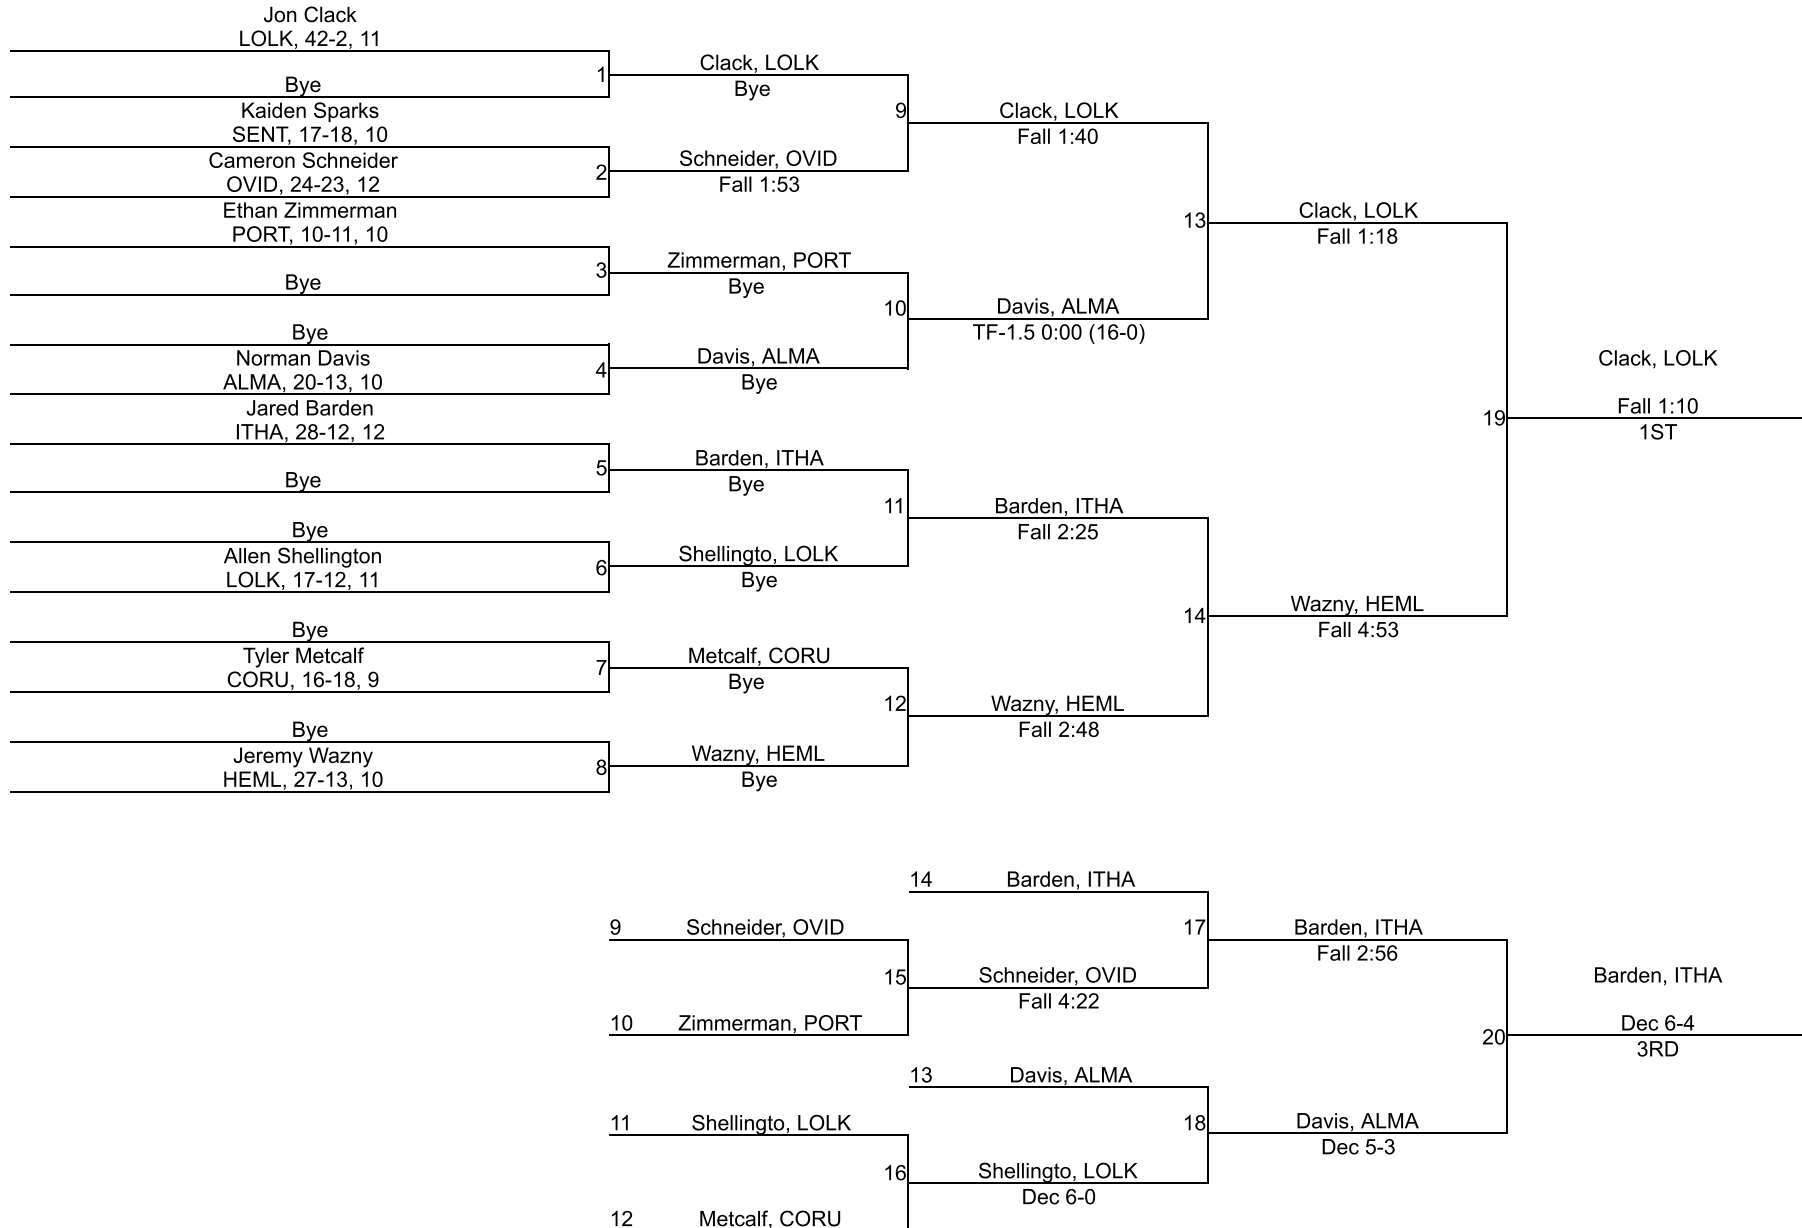 Jon Clack
LOLK, 42-2, 11
Bye
1
Kaiden Sparks
SENT, 17-18, 10
Cameron Schneider
OVID, 24-23, 12
2
Ethan Zimmerman
PORT, 10-11, 10
Bye
3
Bye
Norman Davis
ALMA, 20-13, 10
4
Jared Barden
ITHA, 28-12, 12
Bye
5
Bye
Allen Shellington
LOLK, 17-12, 11
6
Bye
Tyler Metcalf
CORU, 16-18, 9
7
Bye
Jeremy Wazny
HEML, 27-13, 10
8
Clack, LOLK
Bye
9
Schneider, OVID
Fall 1:53
Zimmerman, PORT
Bye
10
Davis, ALMA
Bye
Barden, ITHA
Bye
11
Shellingto, LOLK
Bye
Metcalf, CORU
Bye
12
Wazny, HEML
Bye
Clack, LOLK
Fall 1:40
13
Davis, ALMA
TF-1.5 0:00 (16-0)
Barden, ITHA
Fall 2:25
14
Wazny, HEML
Fall 2:48
Clack, LOLK
Fall 1:18
19
Wazny, HEML
Fall 4:53
Clack, LOLK
Fall 1:10
1ST
14
Barden, ITHA
9
Schneider, OVID
15
10
Zimmerman, PORT
Schneider, OVID
Fall 4:22
17
13
Davis, ALMA
11
Shellingto, LOLK
16
12
Metcalf, CORU
Shellingto, LOLK
Dec 6-0
18
Barden, ITHA
Fall 2:56
20
Davis, ALMA
Dec 5-3
Barden, ITHA
Dec 6-4
3RD